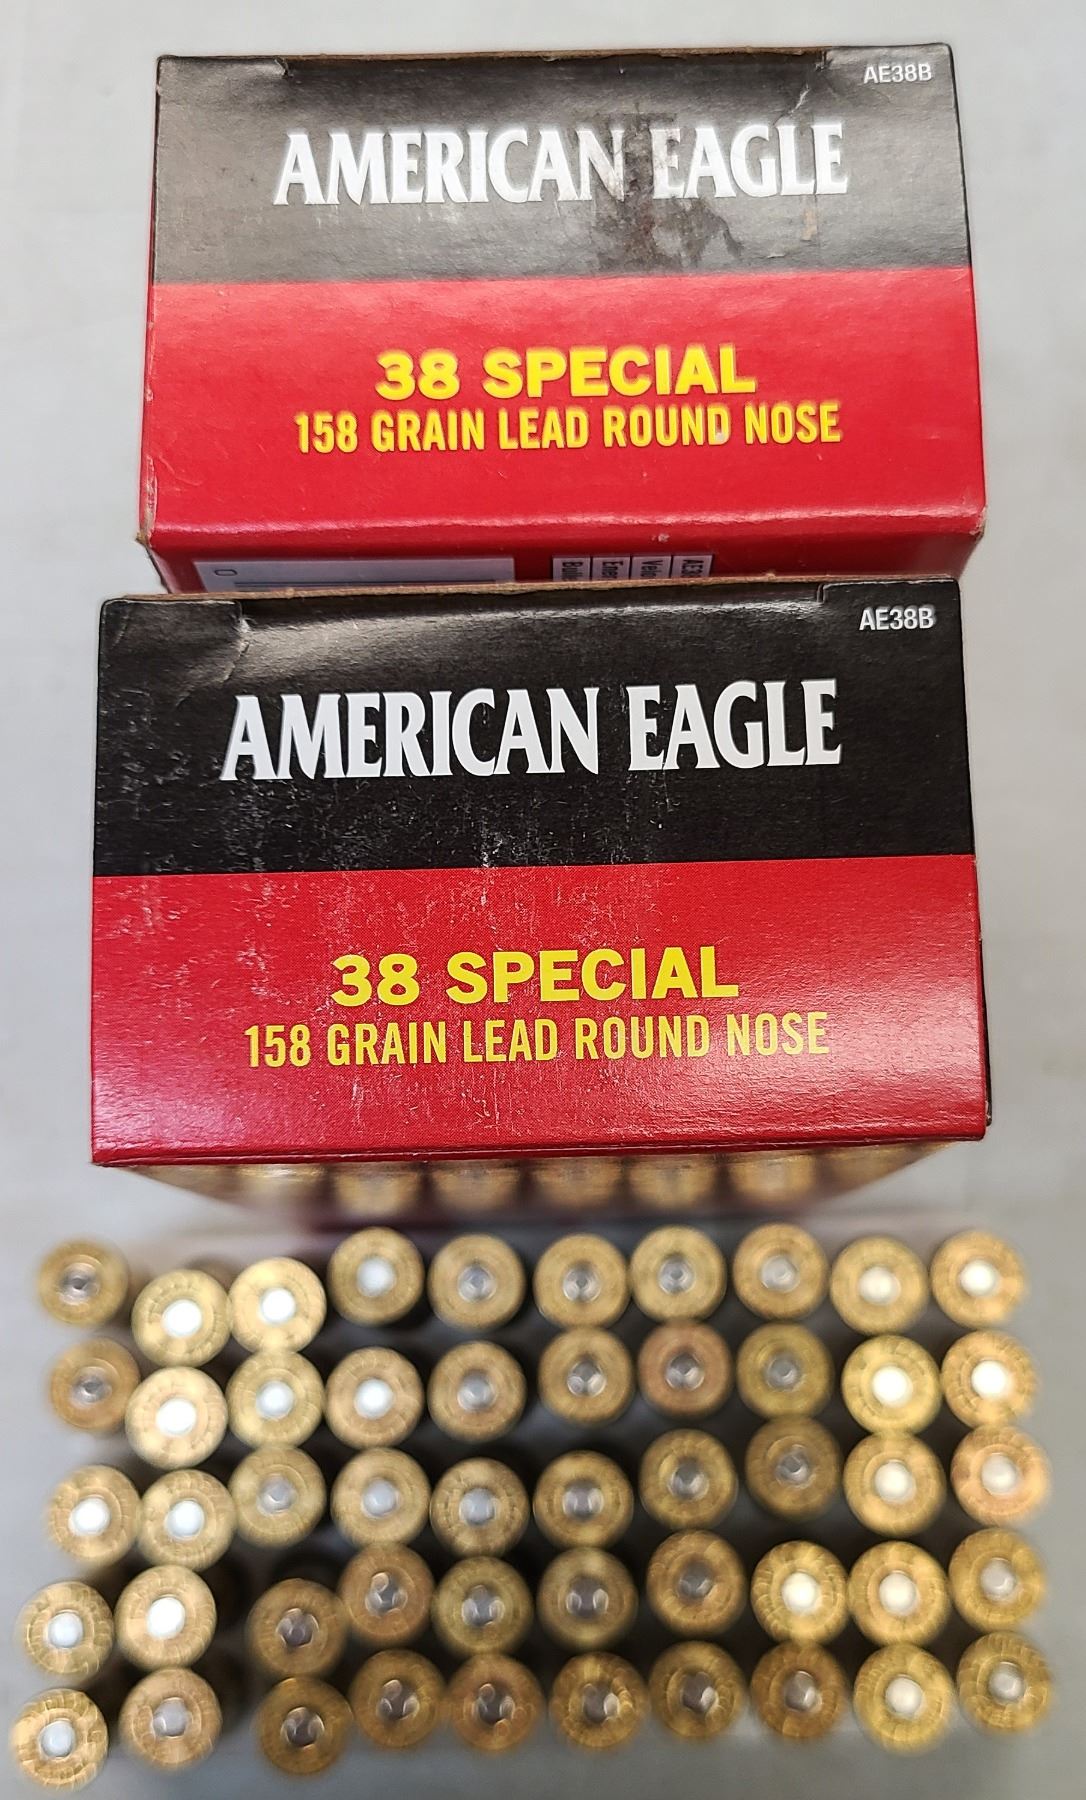 AE38B
AMERICAN EAGLE
38 SPECIAL
158 GRAIN LEAD ROUND NOSE
AE38B
AMERICAN EAGLE
38 SPECIAL
158 GRAIN LEAD ROUND NOSE